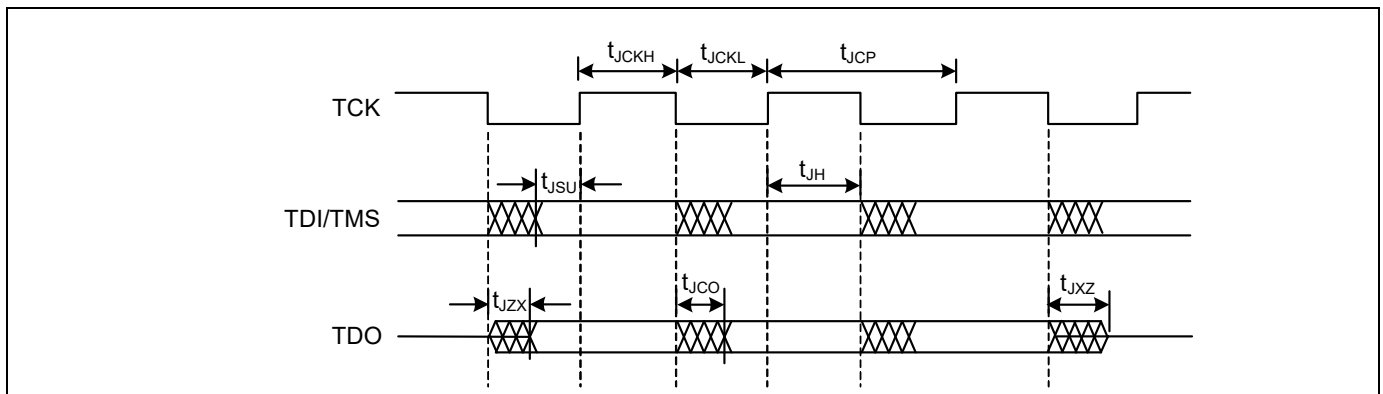 tJCKH tJCKL tJCP
TCK
tJSU tJH
TDI/TMS
tJZX tJCO tJXZ
TDO